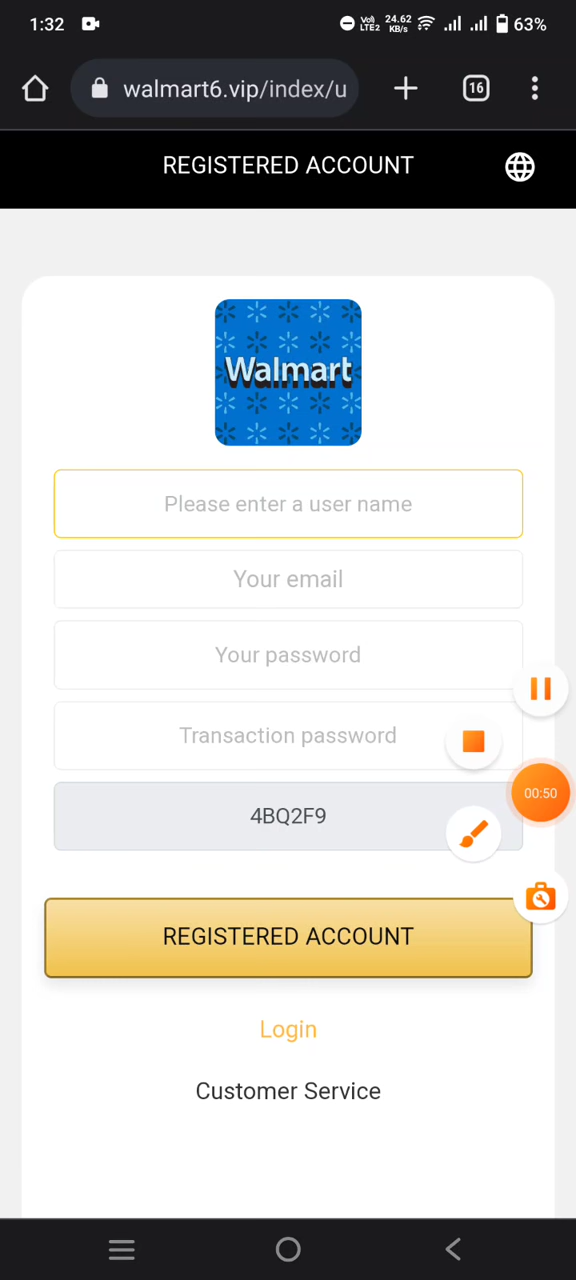 1:32
Vo)) LTE2
24.62 KB/s
63%
walmart6.vip/index/u
16
REGISTERED ACCOUNT
Walmart
Please enter a user name
Your email
Your password
Transaction password
00:50
4BQ2F9
REGISTERED ACCOUNT
Login
Customer Service